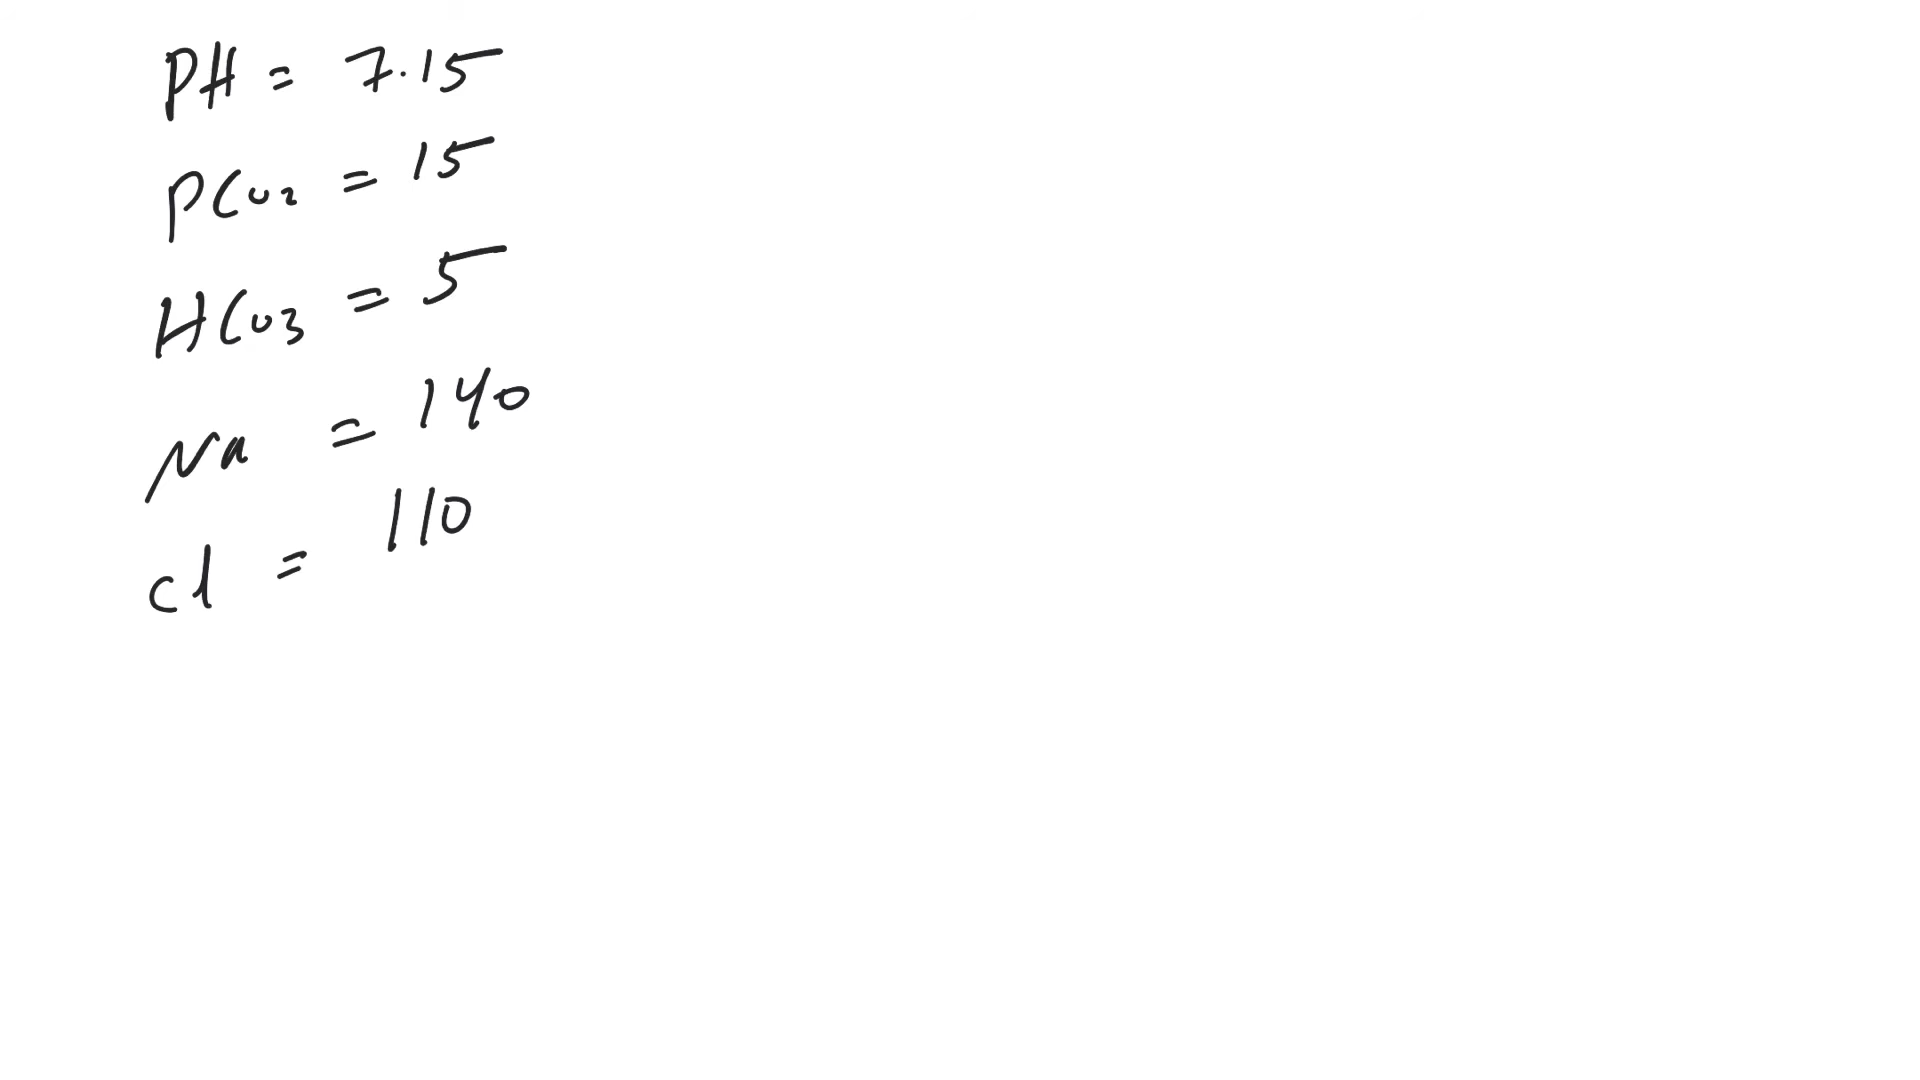 PH = 7.15
PCO2 = 15
HCO3 = 5
Na = 140
cl = 110